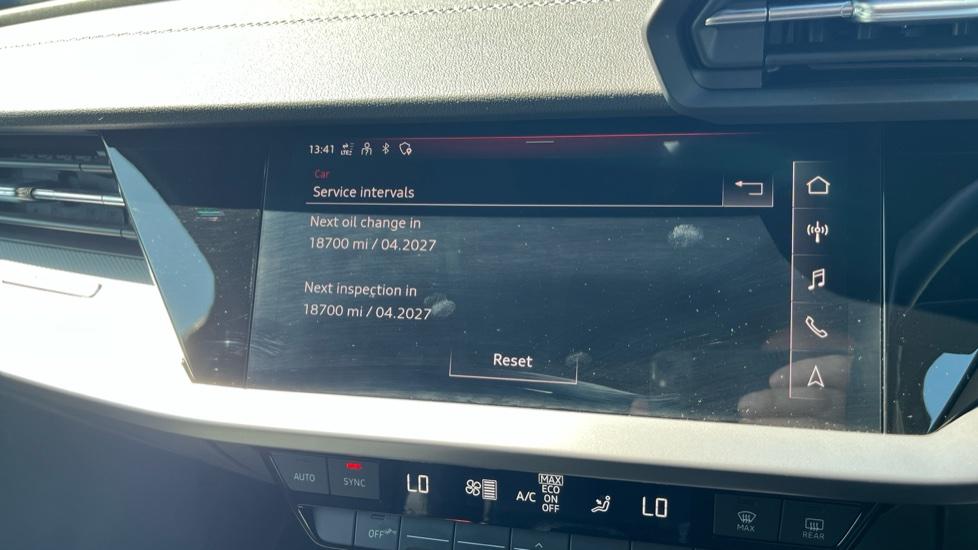 13:41 LTE
Car
Service intervals
Next oil change in
18700 mi / 04.2027
Next inspection in
18700 mi / 04.2027
Reset
AUTO
SYNC
LO
A/C
MAX
ECO
ON
OFF
LO
OFF
MAX
REAR